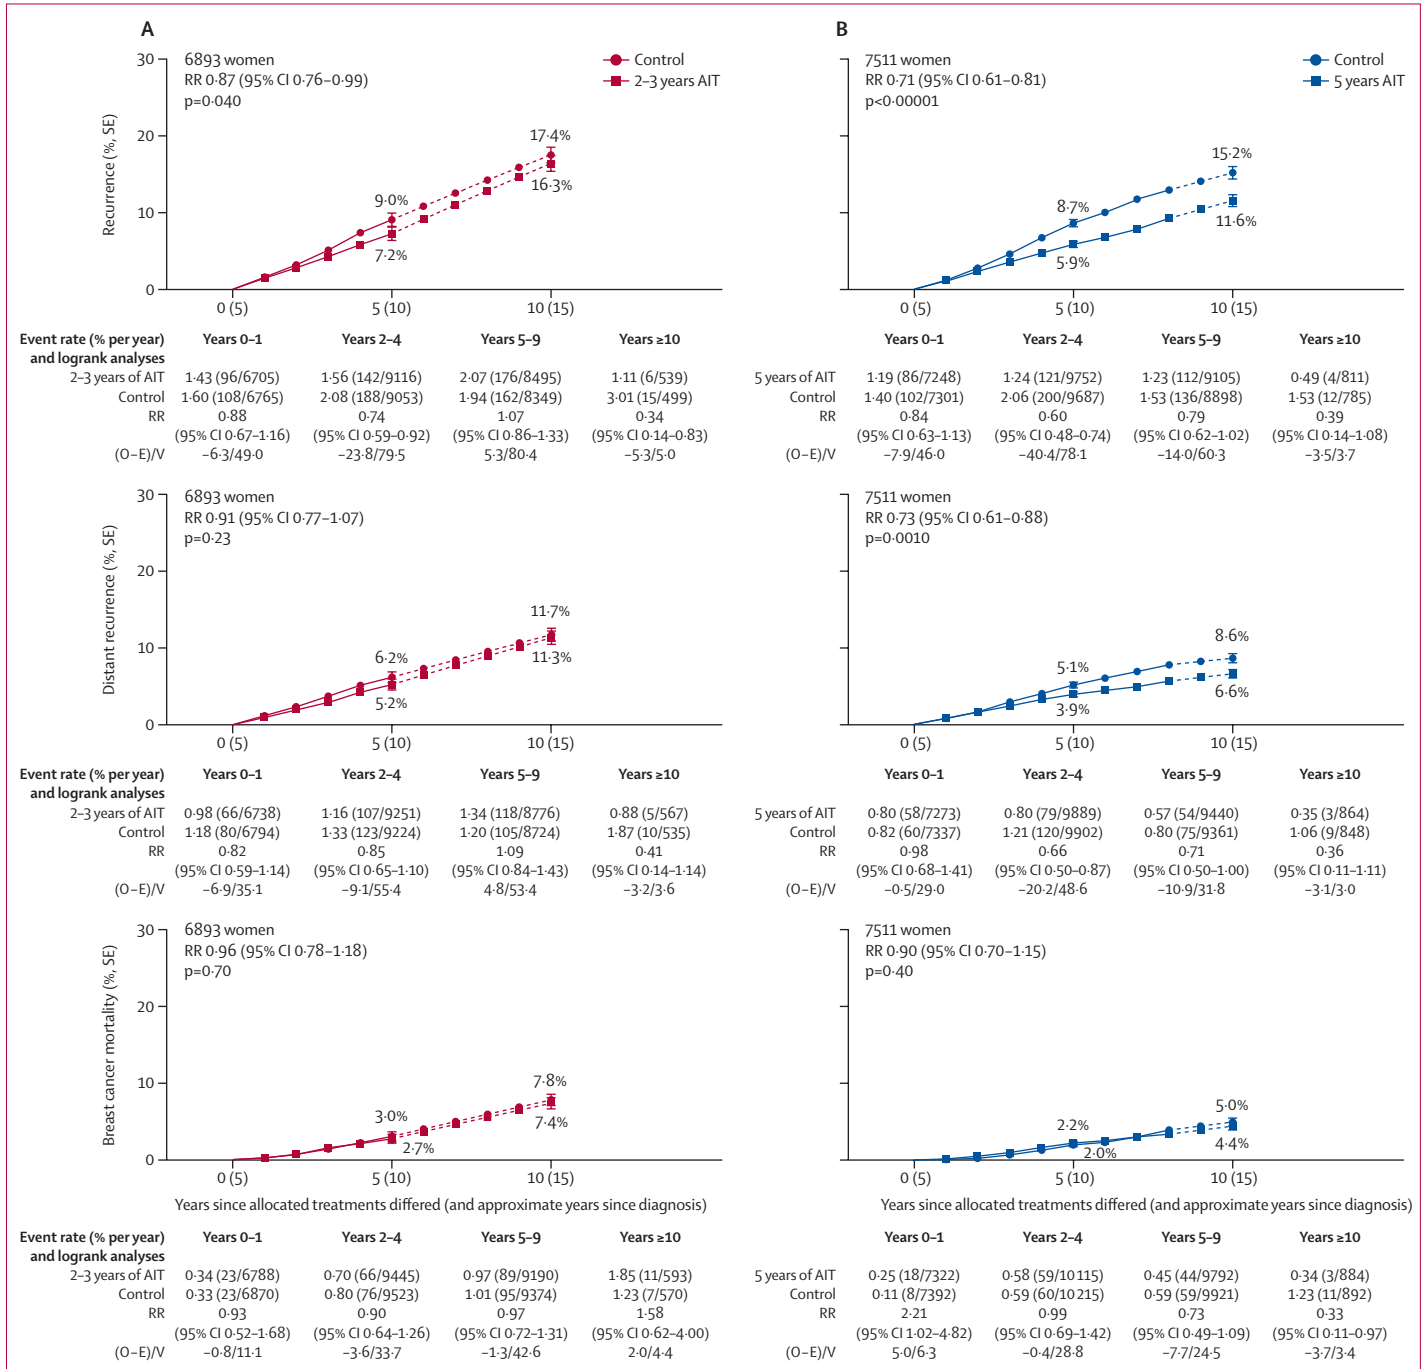 A
6893 women
RR 0·87 (95% CI 0·76–0·99)
p=0·040
Control
2–3 years AIT
Recurrence (%, SE)
30
20
10
0
17·4%
16·3%
9·0%
7·2%
0 (5)
5 (10)
10 (15)
Event rate (% per year) Years 0–1 Years 2–4 Years 5–9 Years ≥10
and logrank analyses
2–3 years of AIT 1·43 (96/6705) 1·56 (142/9116) 2·07 (176/8495) 1·11 (6/539)
Control 1·60 (108/6765) 2·08 (188/9053) 1·94 (162/8349) 3·01 (15/499)
RR 0·88 0·74 1·07 0·34
(95% CI 0·67–1·16) (95% CI 0·59–0·92) (95% CI 0·86–1·33) (95% CI 0·14–0·83)
(O–E)/V –6·3/49·0 –23·8/79·5 5·3/80·4 –5·3/5·0
B
7511 women
RR 0·71 (95% CI 0·61–0·81)
p<0·00001
Control
5 years AIT
15·2%
11·6%
8·7%
5·9%
0 (5)
5 (10)
10 (15)
Years 0–1 Years 2–4 Years 5–9 Years ≥10
5 years of AIT 1·19 (86/7248) 1·24 (121/9752) 1·23 (112/9105) 0·49 (4/811)
Control 1·40 (102/7301) 2·06 (200/9687) 1·53 (136/8898) 1·53 (12/785)
RR 0·84 0·60 0·79 0·39
(95% CI 0·63–1·13) (95% CI 0·48–0·74) (95% CI 0·62–1·02) (95% CI 0·14–1·08)
(O–E)/V –7·9/46·0 –40·4/78·1 –14·0/60·3 –3·5/3·7
6893 women
RR 0·91 (95% CI 0·77–1·07)
p=0·23
Distant recurrence (%, SE)
30
20
10
0
11·7%
11·3%
6·2%
5·2%
0 (5)
5 (10)
10 (15)
Event rate (% per year) Years 0–1 Years 2–4 Years 5–9 Years ≥10
and logrank analyses
2–3 years of AIT 0·98 (66/6738) 1·16 (107/9251) 1·34 (118/8776) 0·88 (5/567)
Control 1·18 (80/6794) 1·33 (123/9224) 1·20 (105/8724) 1·87 (10/535)
RR 0·82 0·85 1·09 0·41
(95% CI 0·59–1·14) (95% CI 0·65–1·10) (95% CI 0·84–1·43) (95% CI 0·14–1·14)
(O–E)/V –6·9/35·1 –9·1/55·4 4·8/53·4 –3·2/3·6
7511 women
RR 0·73 (95% CI 0·61–0·88)
p=0·0010
8·6%
6·6%
5·1%
3·9%
0 (5)
5 (10)
10 (15)
Years 0–1 Years 2–4 Years 5–9 Years ≥10
5 years of AIT 0·80 (58/7273) 0·80 (79/9889) 0·57 (54/9440) 0·35 (3/864)
Control 0·82 (60/7337) 1·21 (120/9902) 0·80 (75/9361) 1·06 (9/848)
RR 0·98 0·66 0·71 0·36
(95% CI 0·68–1·41) (95% CI 0·50–0·87) (95% CI 0·50–1·00) (95% CI 0·11–1·11)
(O–E)/V –0·5/29·0 –20·2/48·6 –10·9/31·8 –3·1/3·0
6893 women
RR 0·96 (95% CI 0·78–1·18)
p=0·70
Breast cancer mortality (%, SE)
30
20
10
0
7·8%
7·4%
3·0%
2·7%
0 (5)
5 (10)
10 (15)
Years since allocated treatments differed (and approximate years since diagnosis)
Event rate (% per year) Years 0–1 Years 2–4 Years 5–9 Years ≥10
and logrank analyses
2–3 years of AIT 0·34 (23/6788) 0·70 (66/9445) 0·97 (89/9190) 1·85 (11/593)
Control 0·33 (23/6870) 0·80 (76/9523) 1·01 (95/9374) 1·23 (7/570)
RR 0·93 0·90 0·97 1·58
(95% CI 0·52–1·68) (95% CI 0·64–1·26) (95% CI 0·72–1·31) (95% CI 0·62–4·00)
(O–E)/V –0·8/11·1 –3·6/33·7 –1·3/42·6 2·0/4·4
7511 women
RR 0·90 (95% CI 0·70–1·15)
p=0·40
5·0%
4·4%
2·2%
2·0%
0 (5)
5 (10)
10 (15)
Years since allocated treatments differed (and approximate years since diagnosis)
Years 0–1 Years 2–4 Years 5–9 Years ≥10
5 years of AIT 0·25 (18/7322) 0·58 (59/10 115) 0·45 (44/9792) 0·34 (3/884)
Control 0·11 (8/7392) 0·59 (60/10 215) 0·59 (59/9921) 1·23 (11/892)
RR 2·21 0·99 0·73 0·33
(95% CI 1·02–4·82) (95% CI 0·69–1·42) (95% CI 0·49–1·09) (95% CI 0·11–0·97)
(O–E)/V 5·0/6·3 –0·4/28·8 –7·7/24·5 –3·7/3·4